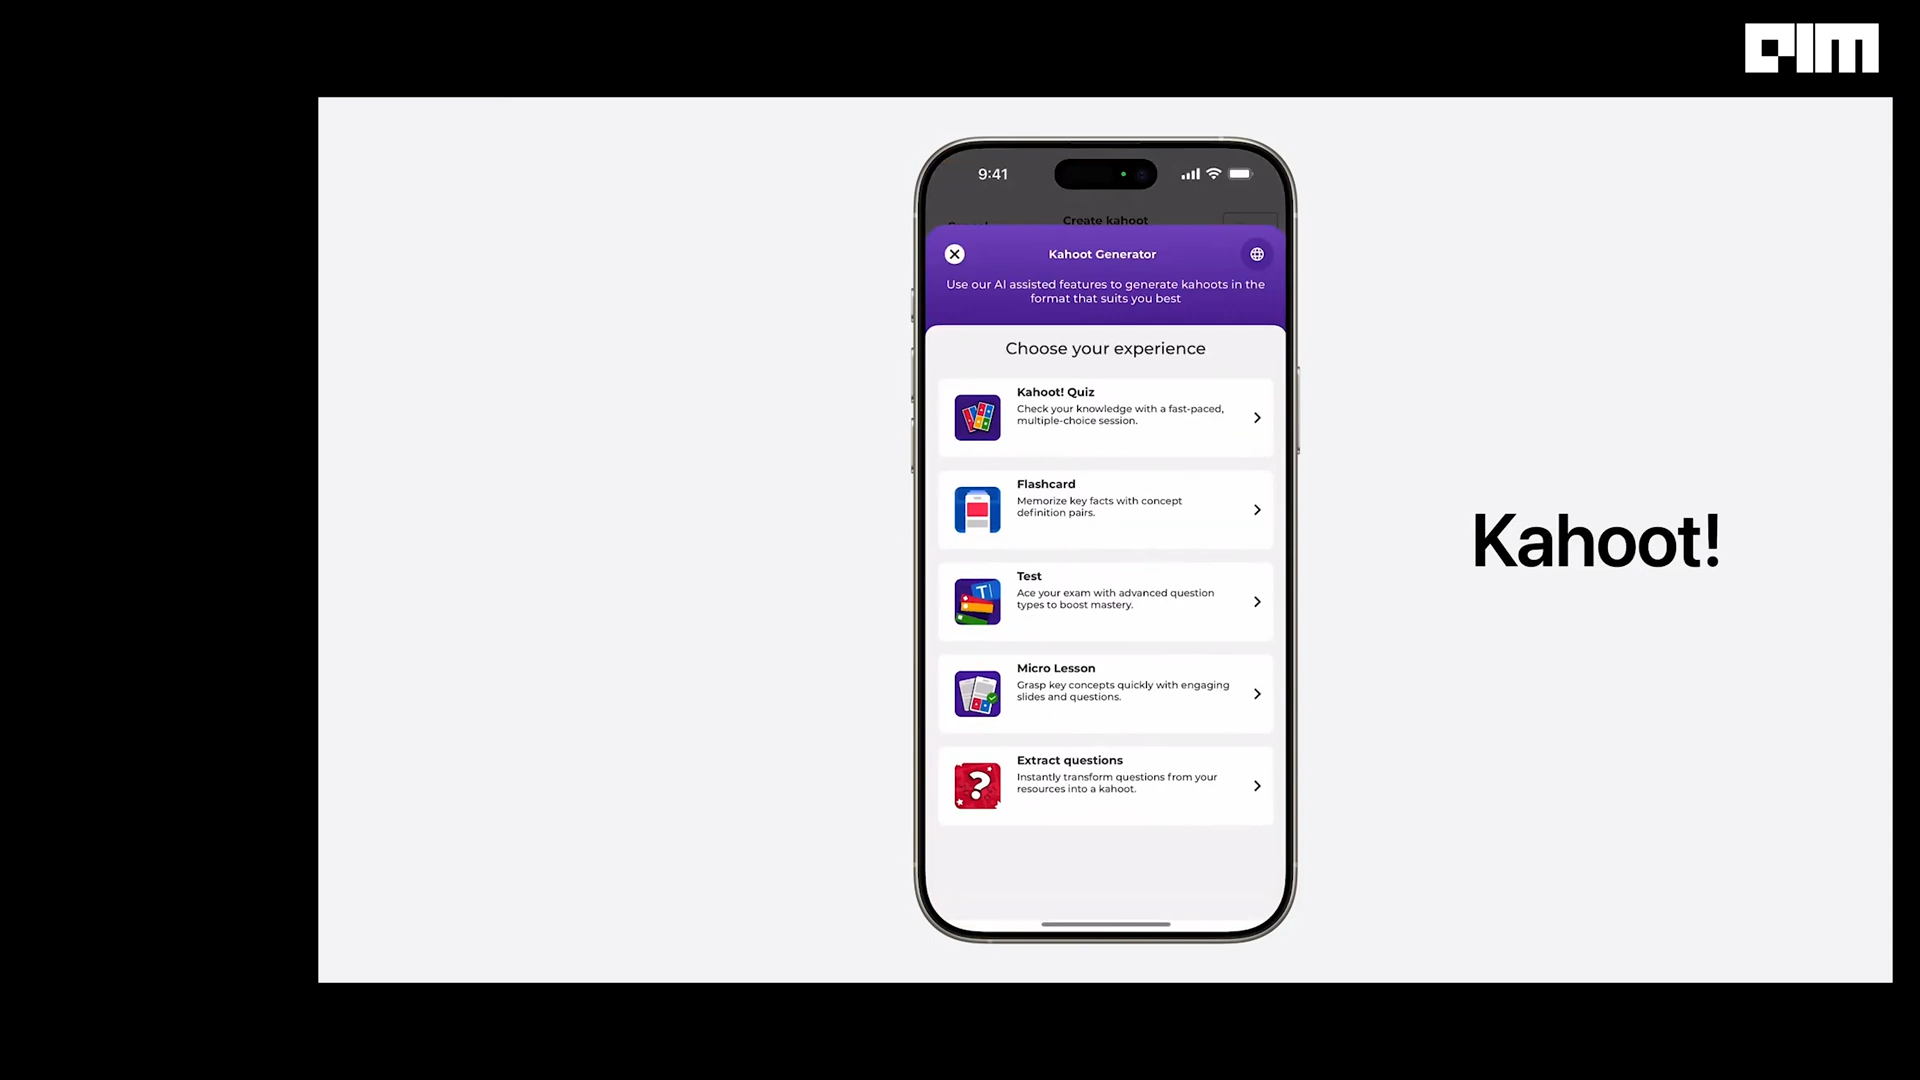 AIM
9:41
Create kahoot
Kahoot Generator
Use our AI assisted features to generate kahoots in the
format that suits you best
Choose your experience
Kahoot! Quiz
Check your knowledge with a fast-paced,
multiple-choice session.
Flashcard
Memorize key facts with concept
definition pairs.
Test
Ace your exam with advanced question
types to boost mastery.
Micro Lesson
Grasp key concepts quickly with engaging
slides and questions.
Extract questions
Instantly transform questions from your
resources into a kahoot.
Kahoot!